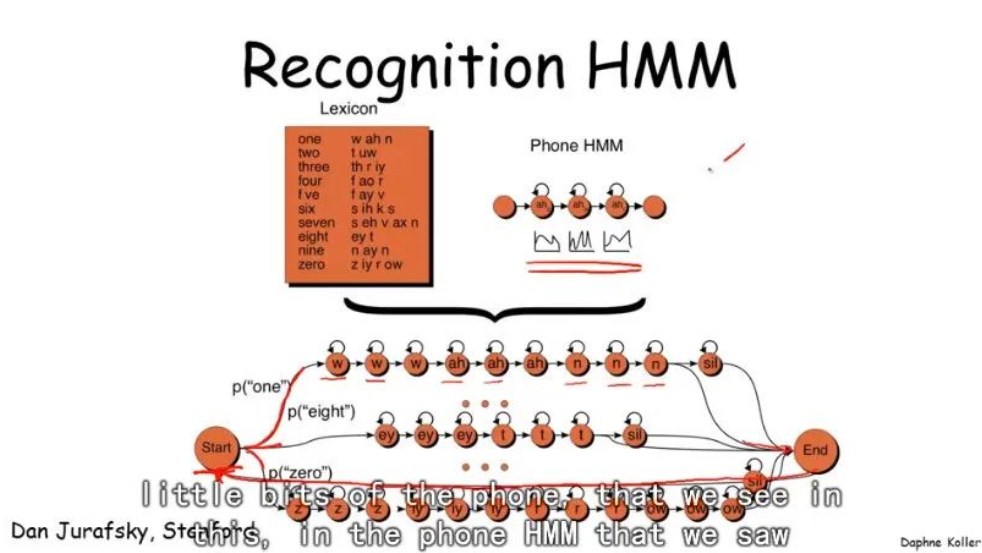 Recognition HMM
Lexicon
one w ah n
two t uw
three th r iy
four f ao r
f ve f ay v
six s ih k s
seven s eh v ax n
eight ey t
nine n ay n
zero z iy r ow
Phone HMM
ah ah ah
p("one")
w w w ah ah ah n n n sil
p("eight")
ey ey ey t t t sil
Start
End
p("zero")
sil
z z z iy iy iy r r r ow ow ow
little bits of the phone, that we see in
this, in the phone HMM that we saw
Dan Jurafsky, Stanford
Daphne Koller